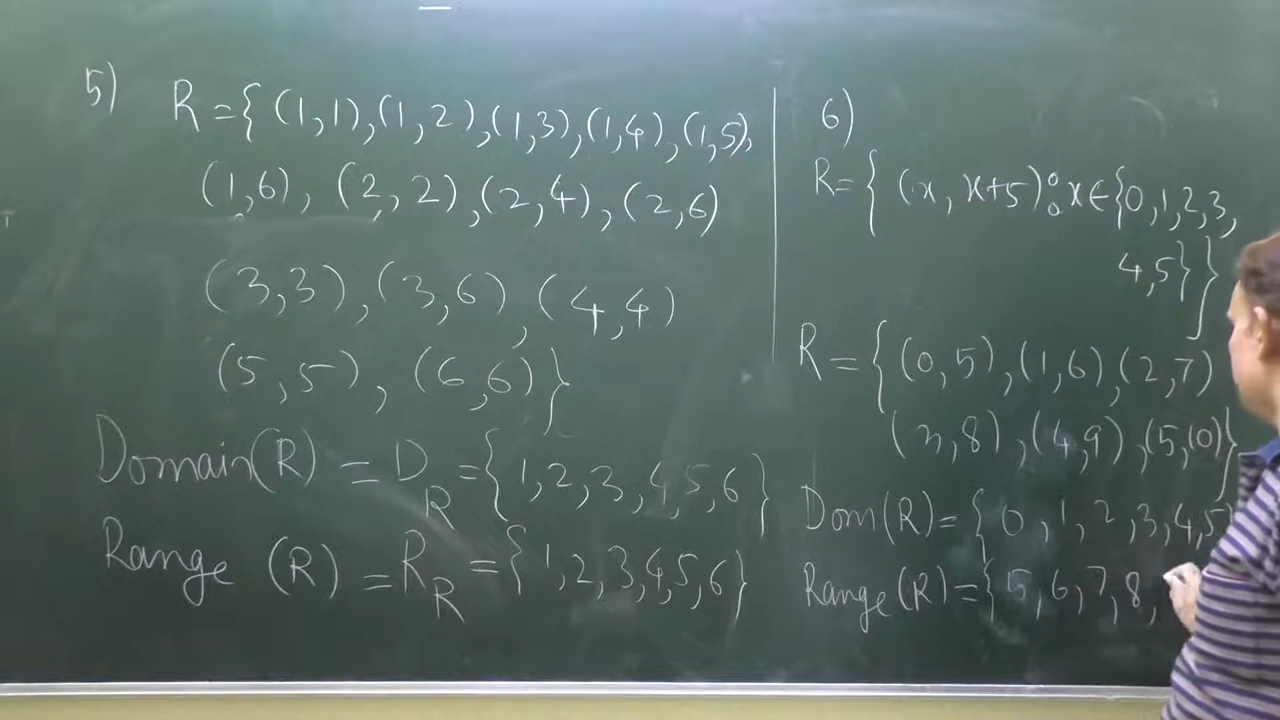 5)
R={(1,1),(1,2),(1,3),(1,4),(1,5),
(1,6), (2,2),(2,4),(2,6)
(3,3),(3,6),(4,4)
(5,5),(6,6)}
Domain(R) = D_R={1,2,3,4,5,6}
Range (R) =R_R={1,2,3,4,5,6}
6)
R={(x, x+5):x∈{0,1,2,3,
4,5}}
R={(0,5),(1,6),(2,7)
(3,8),(4,9),(5,10)}
Dom(R)={0,1,2,3,4,5}
Range(R)={5,6,7,8,